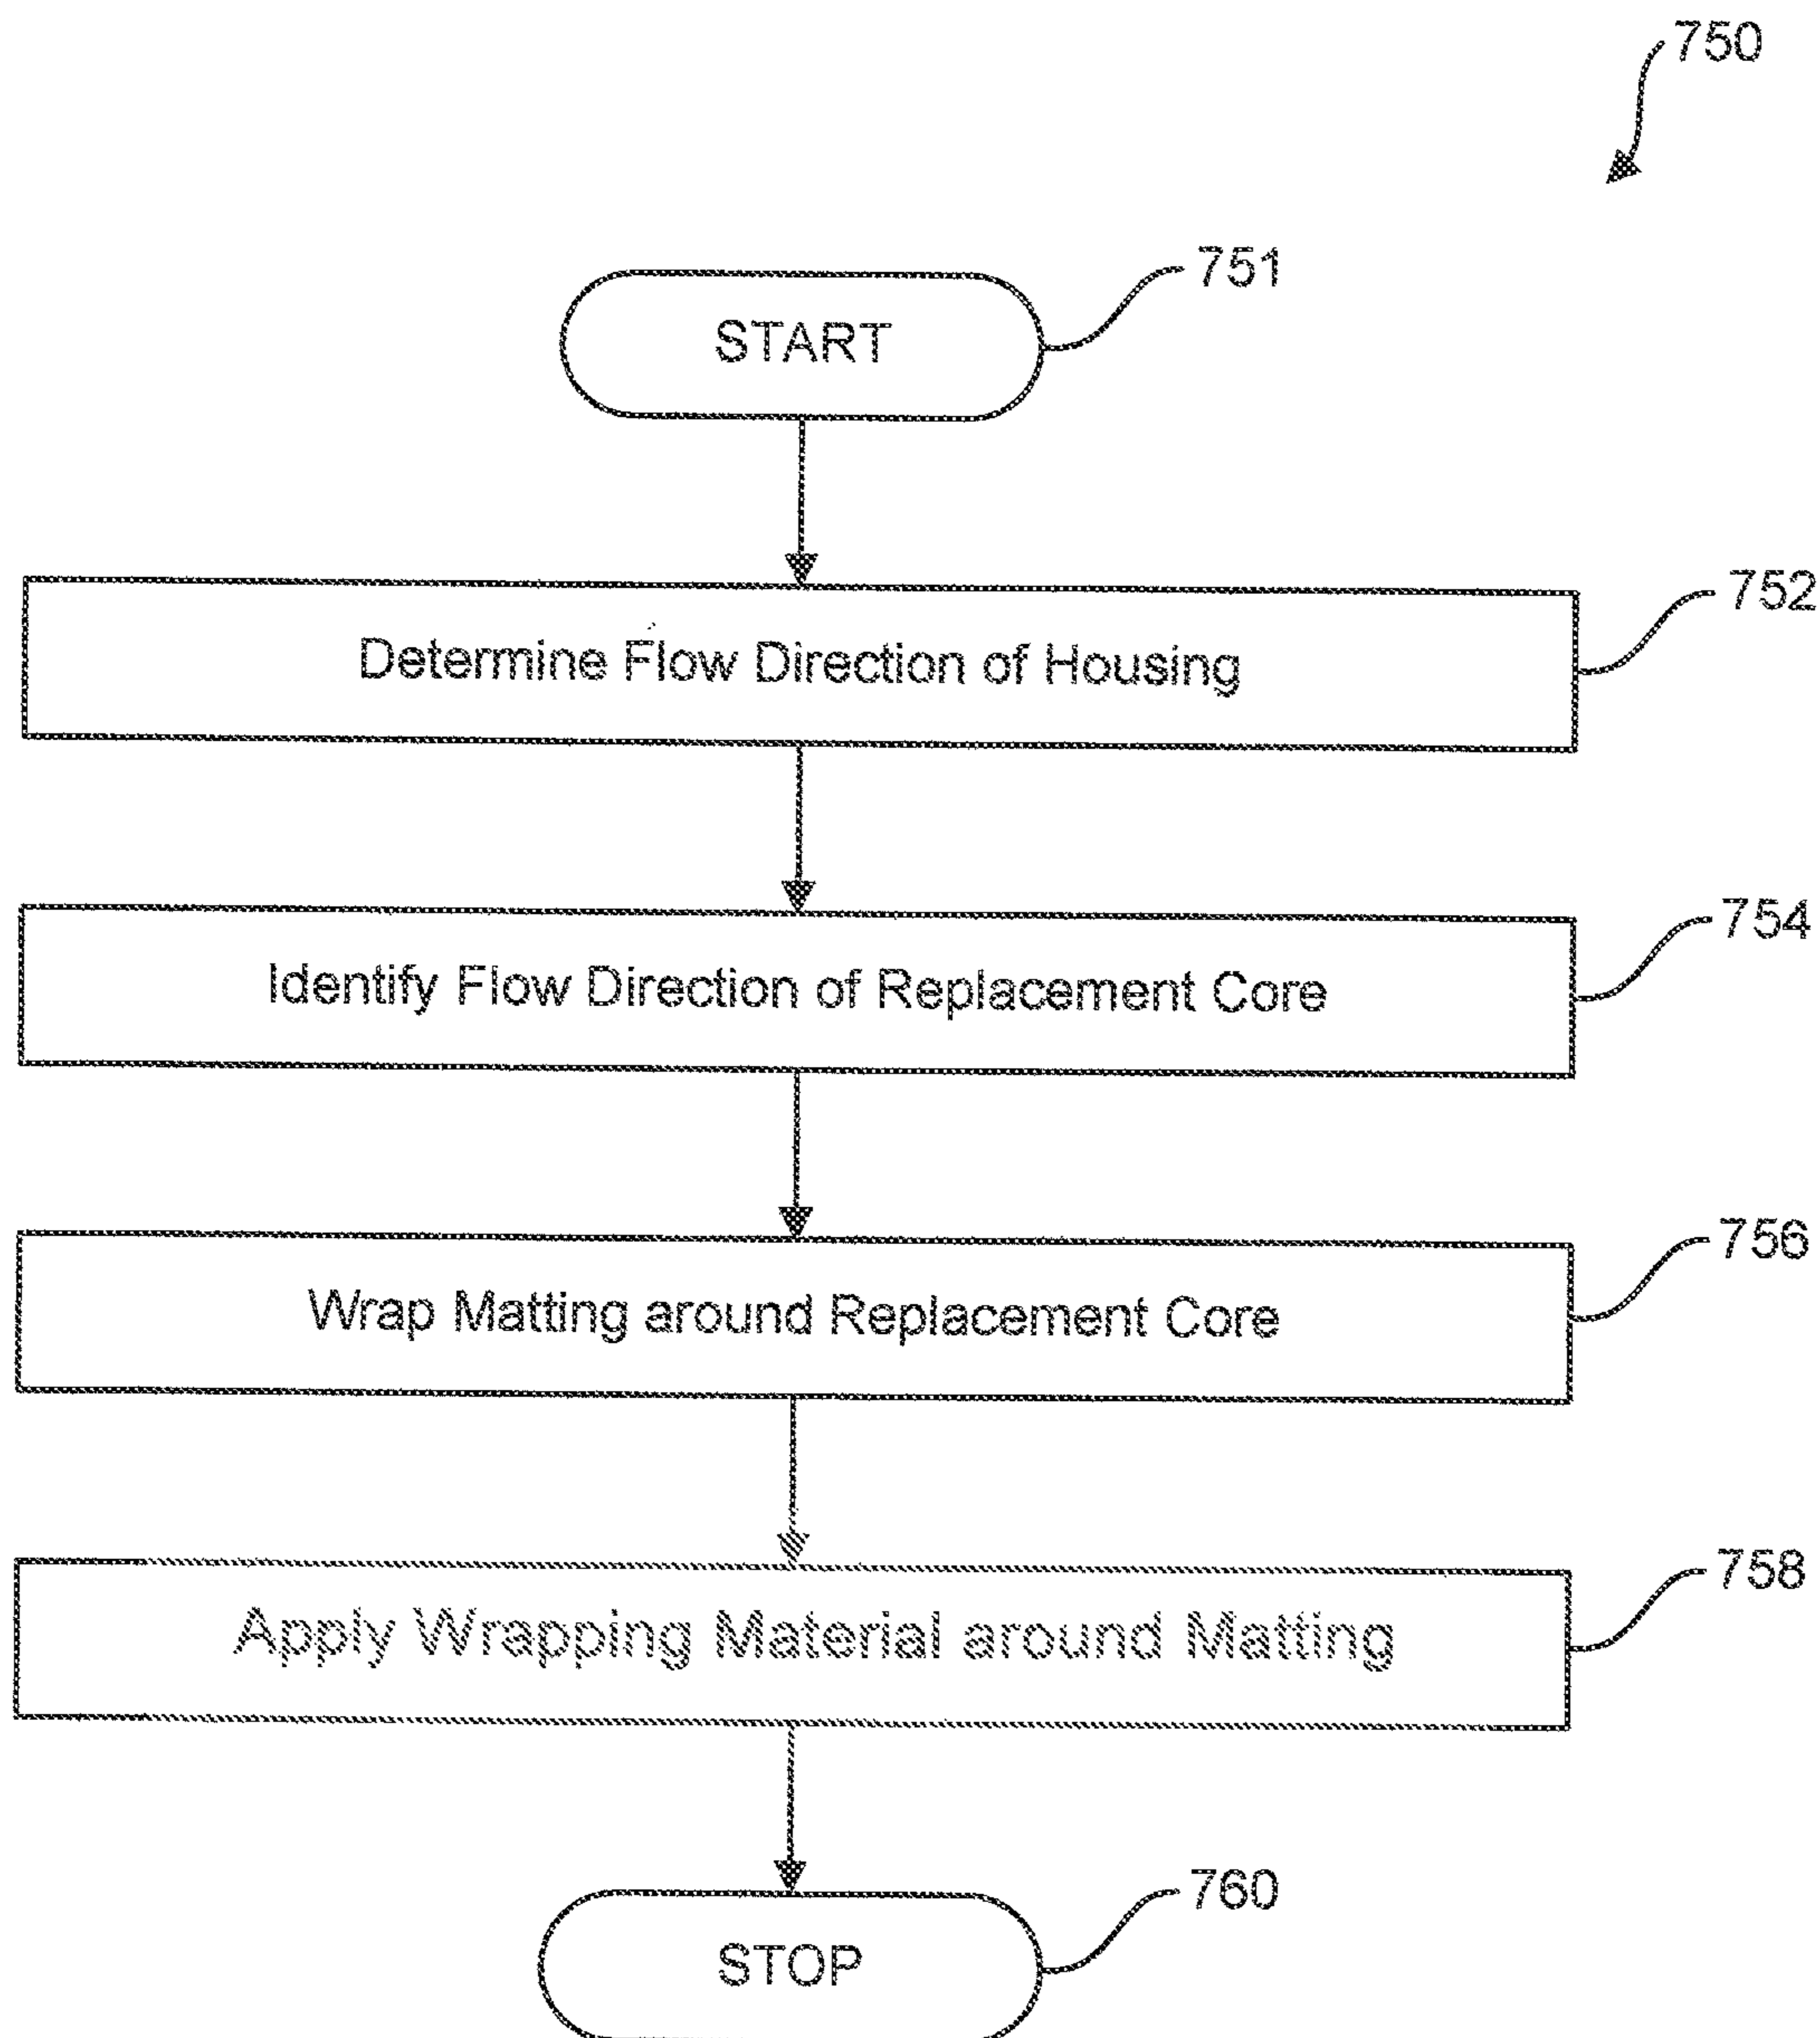 750
START
751
Determine Flow Direction of Housing
752
Identify Flow Direction of Replacement Core
754
Wrap Matting around Replacement Core
756
Apply Wrapping Material around Matting
758
STOP
760